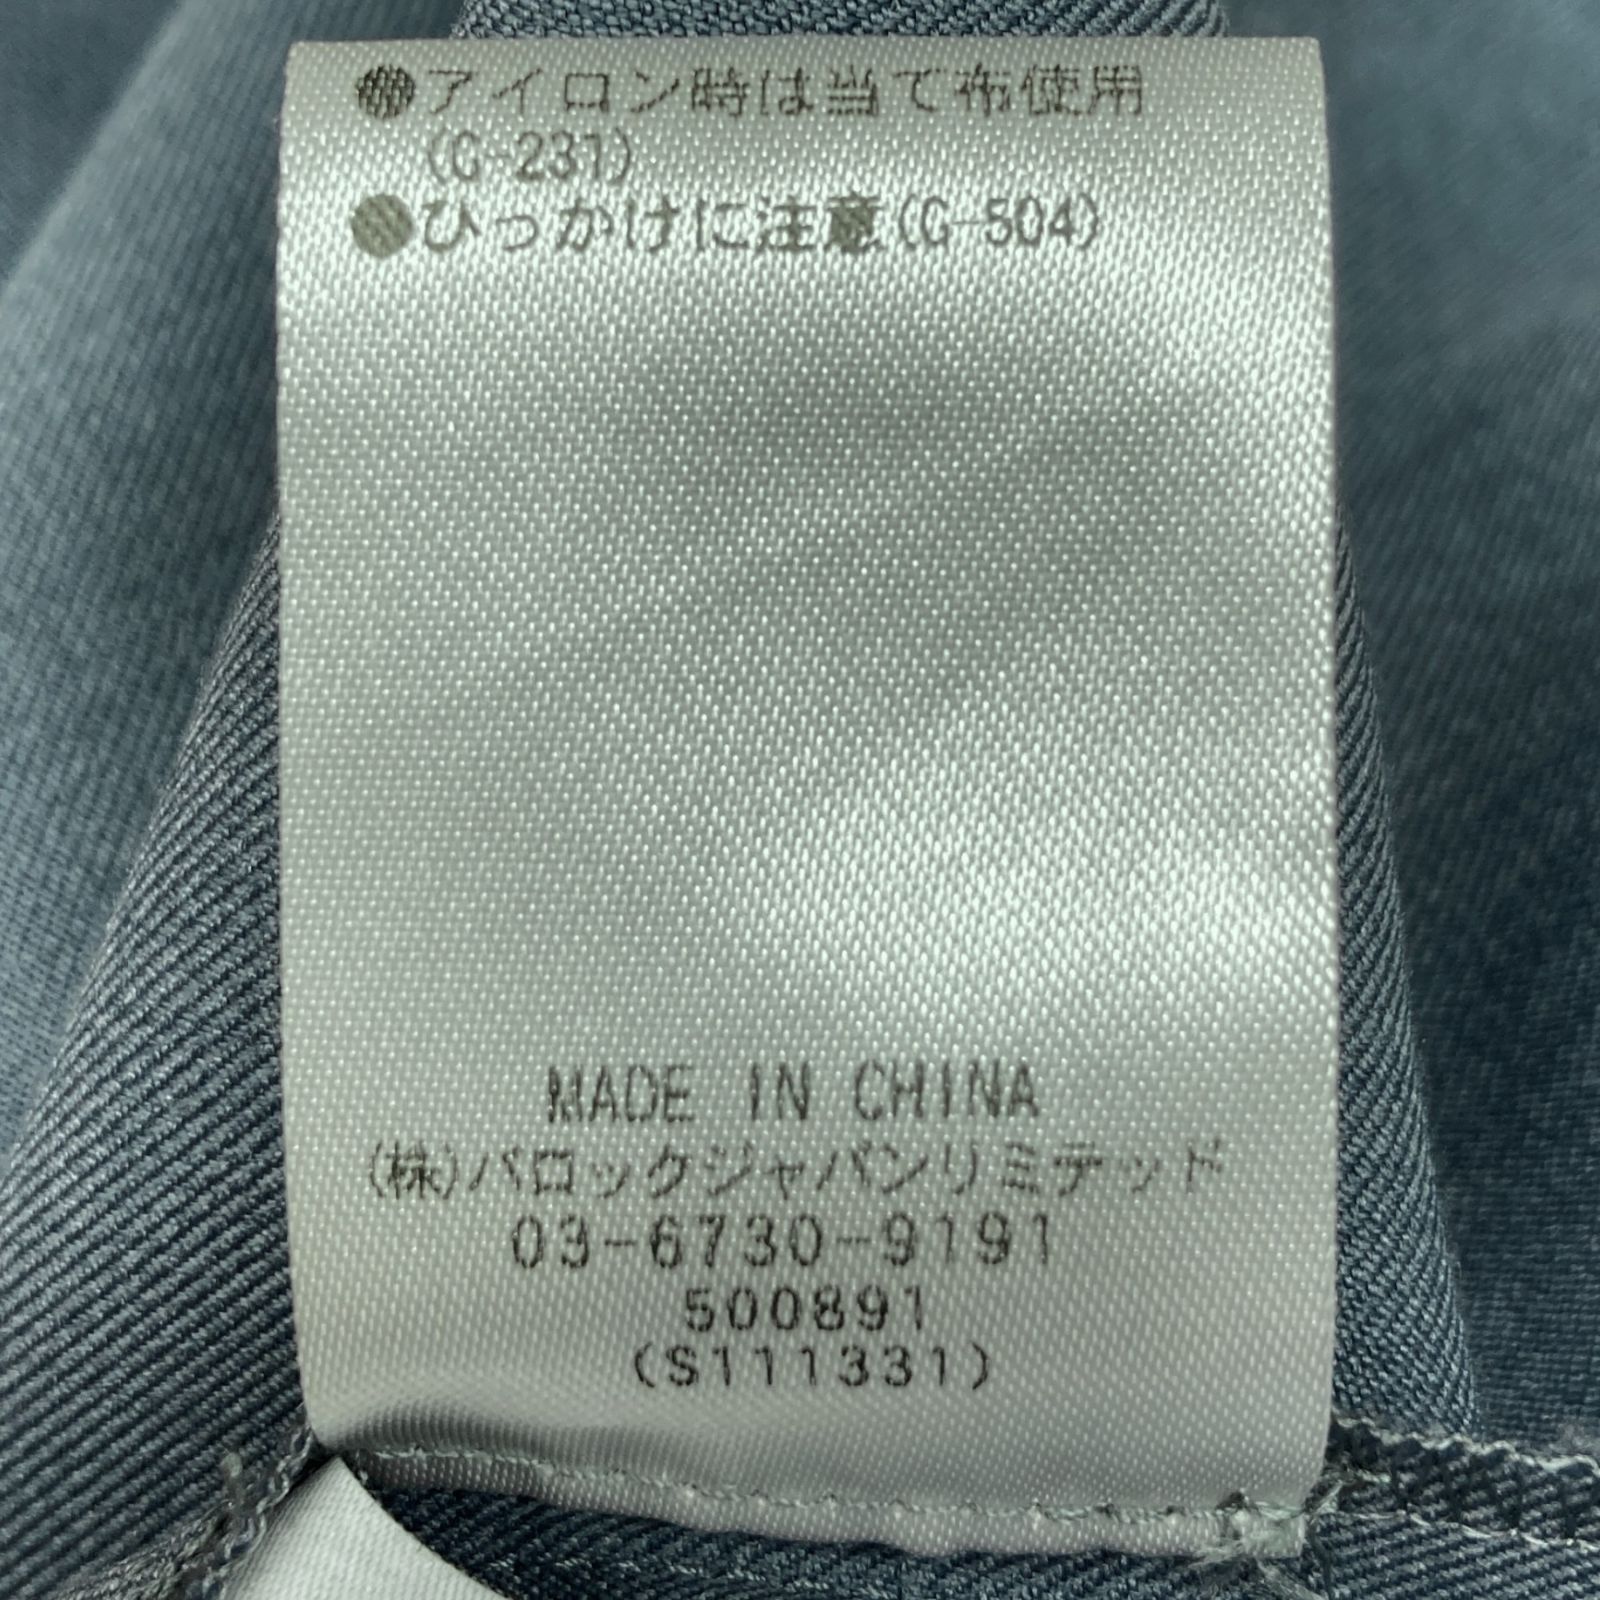 ●アイロン時は当て布使用
(G-231)
●ひっかけに注意(G-504)
MADE IN CHINA
(株)バロックジャパンリミテッド
03-6730-9191
500891
(S111331)